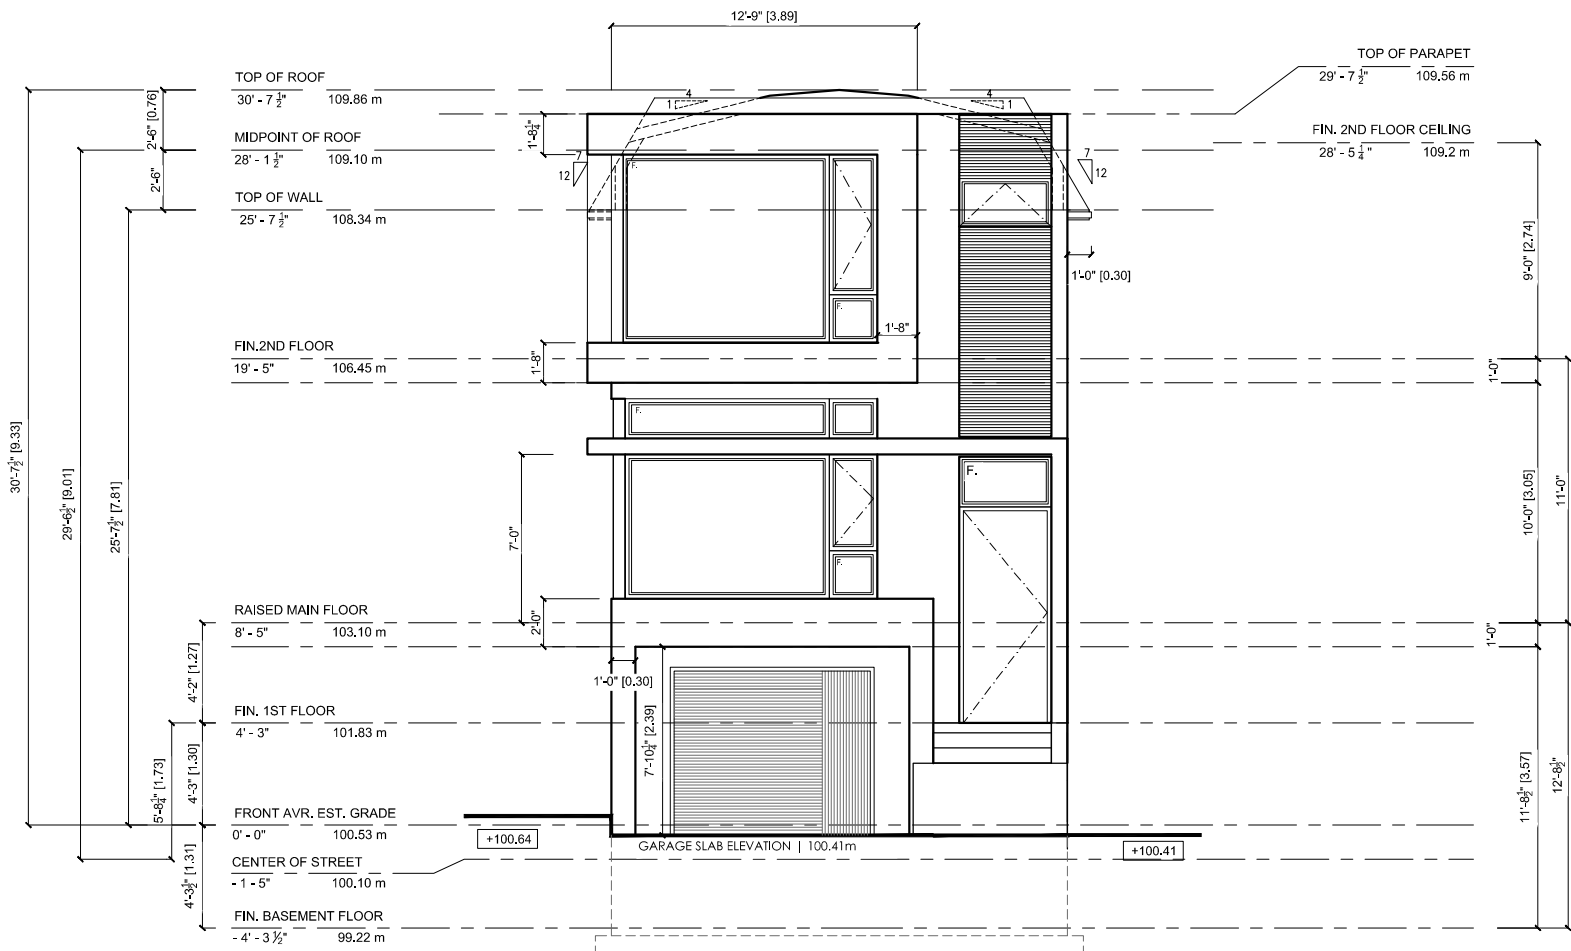 12'-9" [3.89]
TOP OF ROOF
30' - 7 1/2" 109.86 m
MIDPOINT OF ROOF
28' - 1 1/2" 109.10 m
TOP OF WALL
25' - 7 1/2" 108.34 m
FIN.2ND FLOOR
19' - 5" 106.45 m
RAISED MAIN FLOOR
8' - 5" 103.10 m
FIN. 1ST FLOOR
4' - 3" 101.83 m
FRONT AVR. EST. GRADE
0' - 0" 100.53 m
CENTER OF STREET
- 1 - 5" 100.10 m
FIN. BASEMENT FLOOR
- 4' - 3 ½" 99.22 m
30'-7 1/2" [9.33]
29'-6 1/2" [9.01]
25'-7 1/2" [7.81]
2'-6" [0.76]
2'-6"
4'-2" [1.27]
5'-8 1/4" [1.73]
4'-3" [1.30]
4'-3 1/2" [1.31]
4
1
4
1
7
12
7
12
1'-8 1/4"
F.
1'-8"
1'-8"
1'-0" [0.30]
F.
F.
F.
F.
7'-0"
2'-0"
1'-0" [0.30]
7'-10 1/4" [2.39]
+100.64
GARAGE SLAB ELEVATION | 100.41m
+100.41
TOP OF PARAPET
29' - 7 1/2" 109.56 m
FIN. 2ND FLOOR CEILING
28' - 5 1/4 " 109.2 m
9'-0" [2.74]
1'-0"
10'-0" [3.05]
11'-0"
1'-0"
11'-8 1/2" [3.57]
12'-8 1/2"